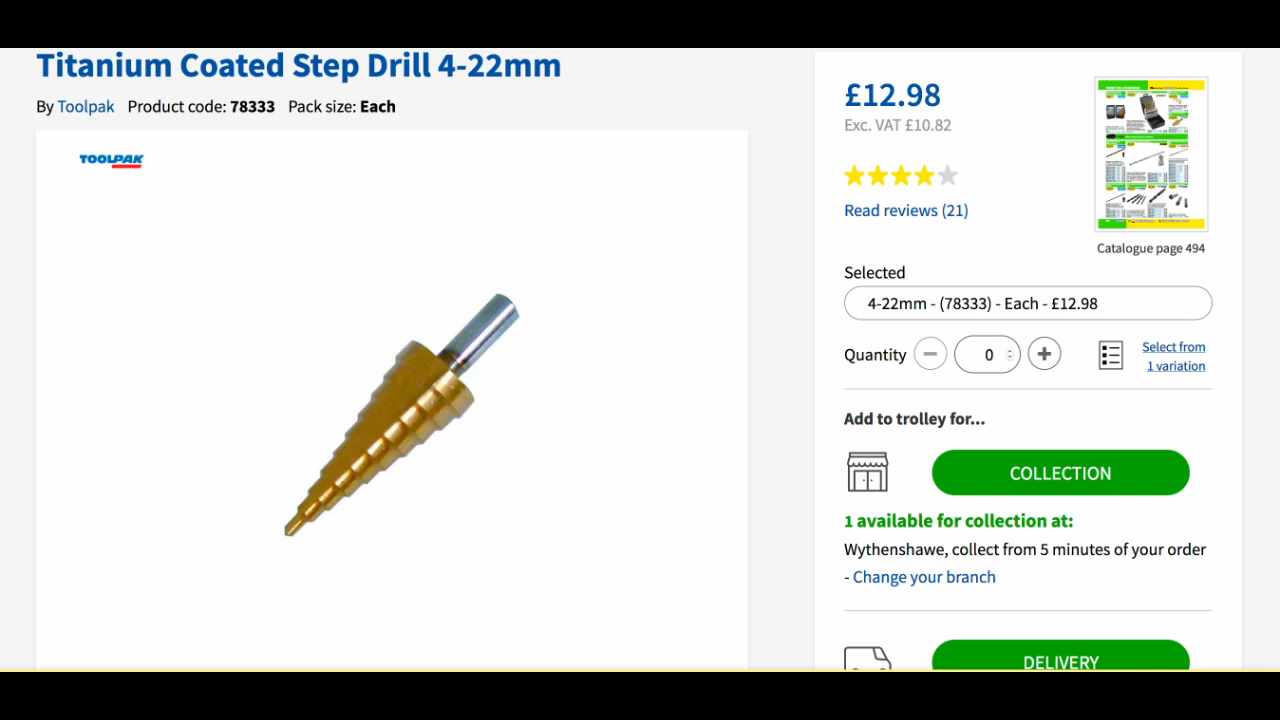 Titanium Coated Step Drill 4-22mm
By Toolpak Product code: 78333 Pack size: Each
TOOLPAK
£12.98
Exc. VAT £10.82
Read reviews (21)
Catalogue page 494
Selected
4-22mm - (78333) - Each - £12.98
Quantity
0
Select from
1 variation
Add to trolley for...
COLLECTION
1 available for collection at:
Wythenshawe, collect from 5 minutes of your order
- Change your branch
DELIVERY